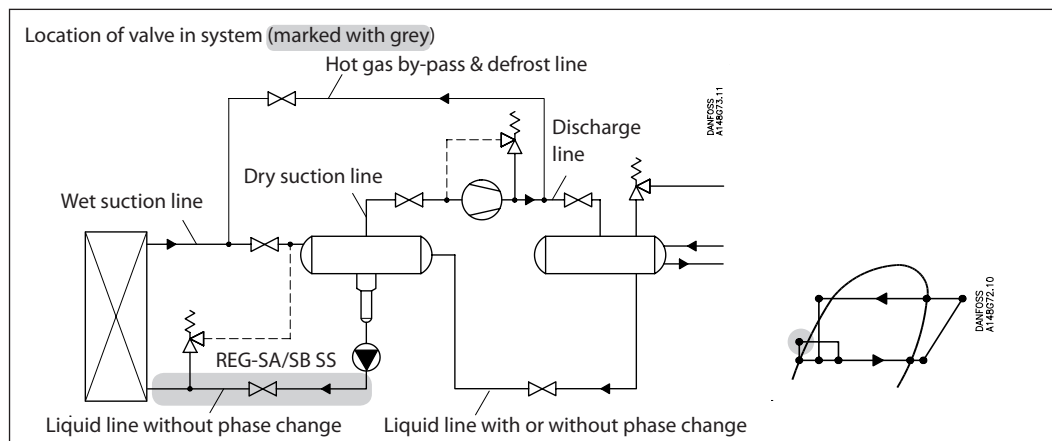 Location of valve in system (marked with grey)
Hot gas by-pass & defrost line
DANFOSS
A14BG73.11
Discharge
line
Dry suction line
Wet suction line
DANFOSS
A14BG72.10
REG-SA/SB SS
Liquid line without phase change
Liquid line with or without phase change